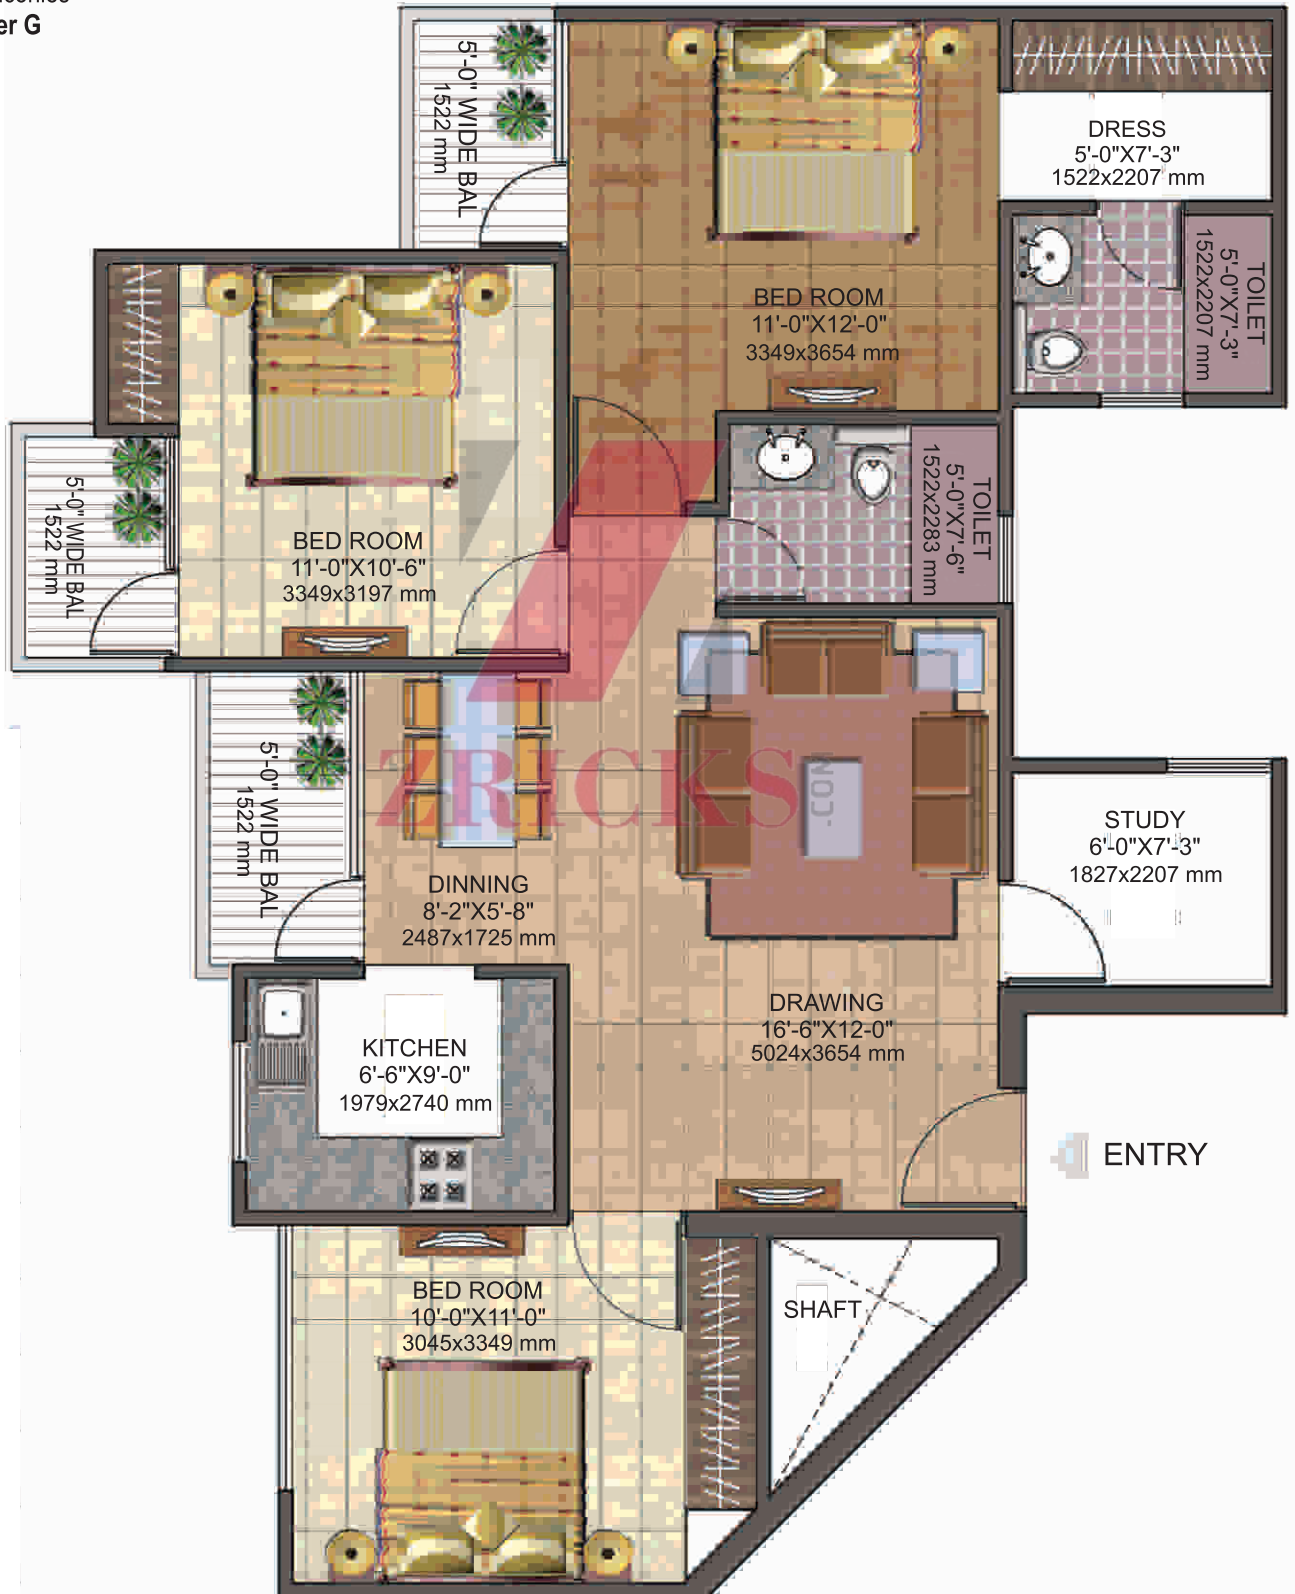 er G
5'-0" WIDE BAL
1522 mm
DRESS
5'-0"X7'-3"
1522x2207 mm
TOILET
5'-0"X7'-3"
1522x2207 mm
BED ROOM
11'-0"X12'-0"
3349x3654 mm
TOILET
5'-0"X7'-6"
1522x2283 mm
5'-0" WIDE BAL
1522 mm
BED ROOM
11'-0"X10'-6"
3349x3197 mm
ZRICKS
.COM
5'-0" WIDE BAL
1522 mm
STUDY
6'-0"X7'-3"
1827x2207 mm
DINNING
8'-2"X5'-8"
2487x1725 mm
DRAWING
16'-6"X12-0"
5024x3654 mm
KITCHEN
6'-6"X9'-0"
1979x2740 mm
ENTRY
BED ROOM
10'-0"X11'-0"
3045x3349 mm
SHAFT